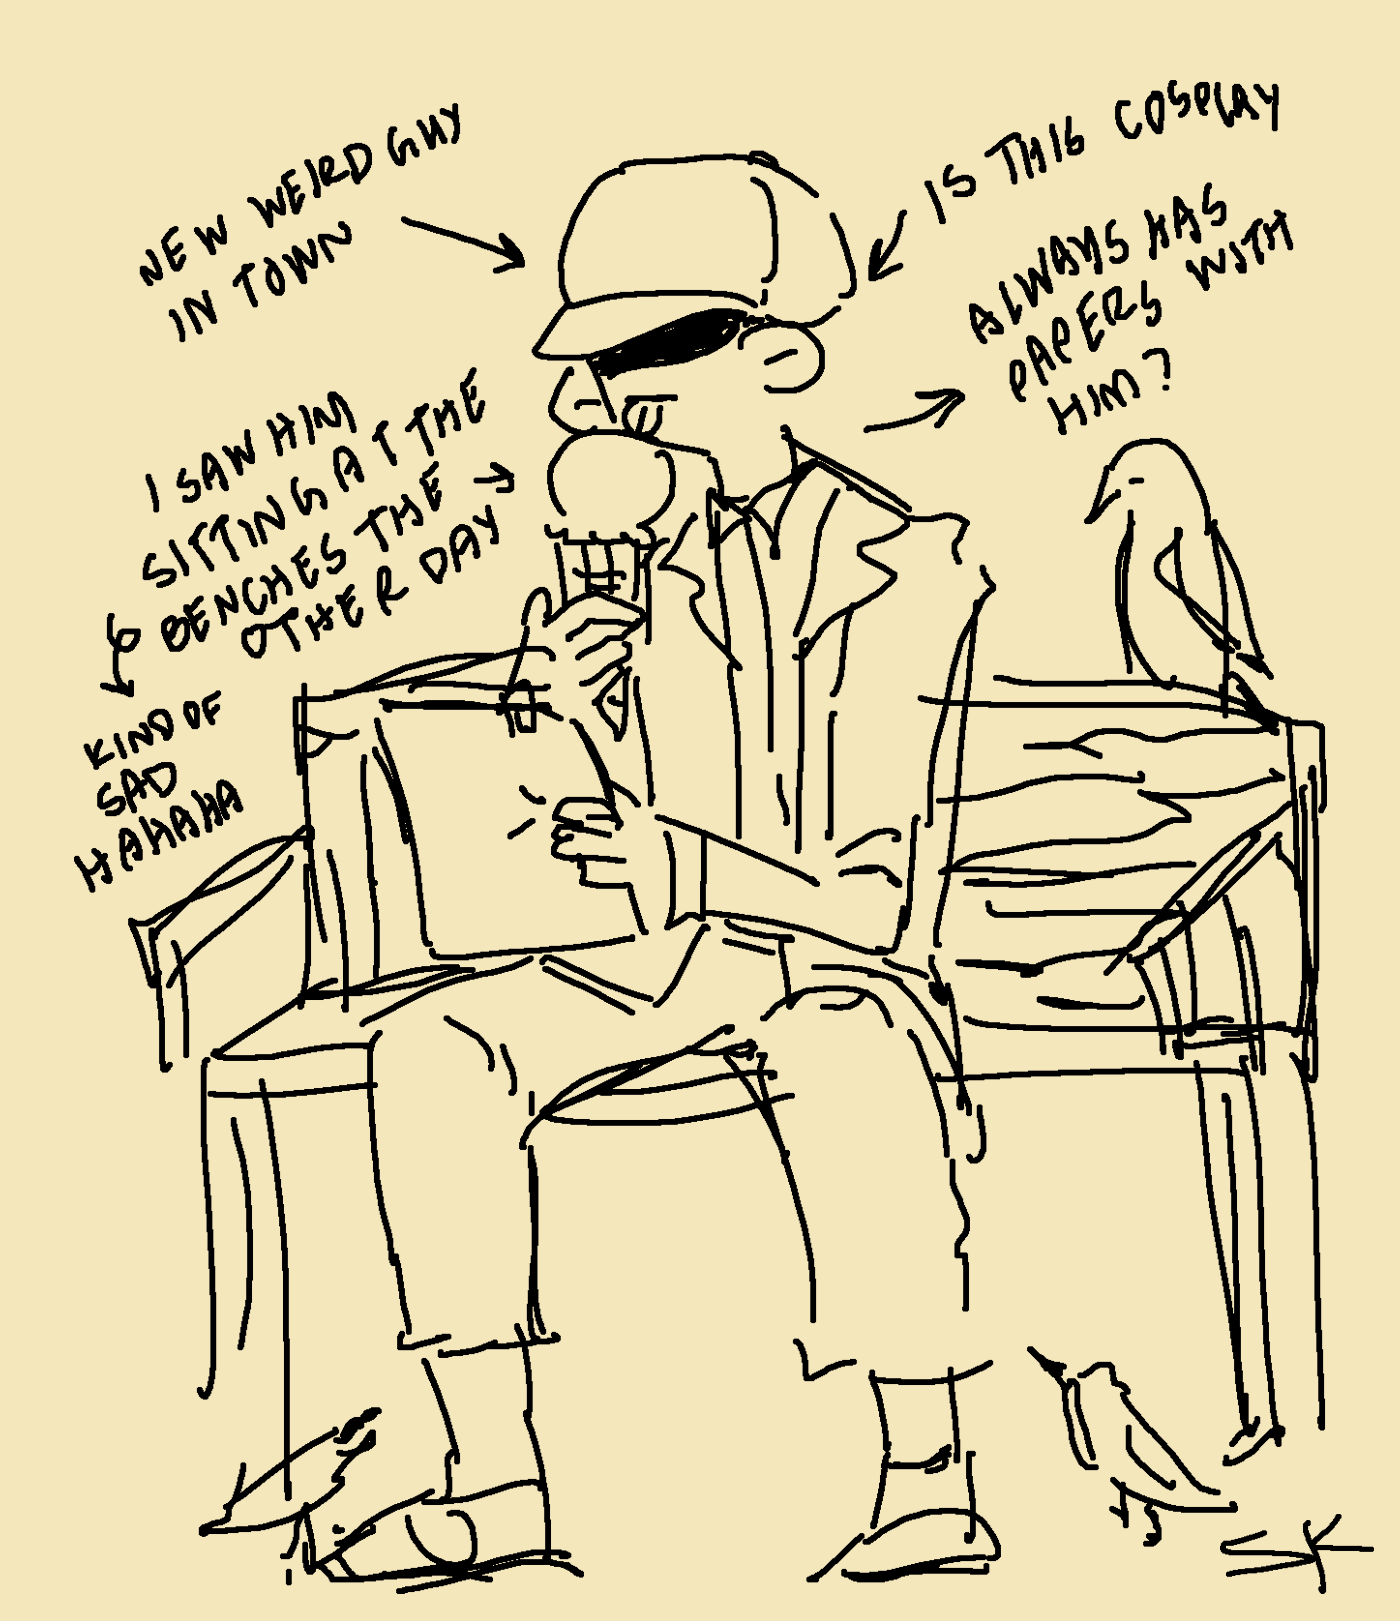 NEW WEIRD GUY
IN TOWN
IS THIS COSPLAY
ALWAYS HAS
PAPERS WITH
HIM?
I SAW HIM
SITTING AT THE
BENCHES THE
OTHER DAY
KIND OF
SAD
HAHAHA
SK